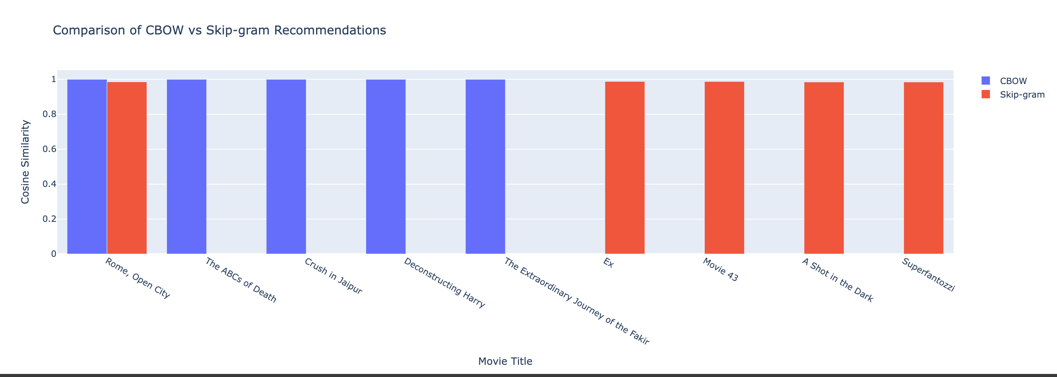 Comparison of CBOW vs Skip-gram Recommendations
CBOW
Skip-gram
Cosine Similarity
1
0.8
0.6
0.4
0.2
0
Rome, Open City
The ABCs of Death
Crush in Jaipur
Deconstructing Harry
The Extraordinary Journey of the Fakir
Ex
Movie 43
A Shot in the Dark
Superfantozzi
Movie Title